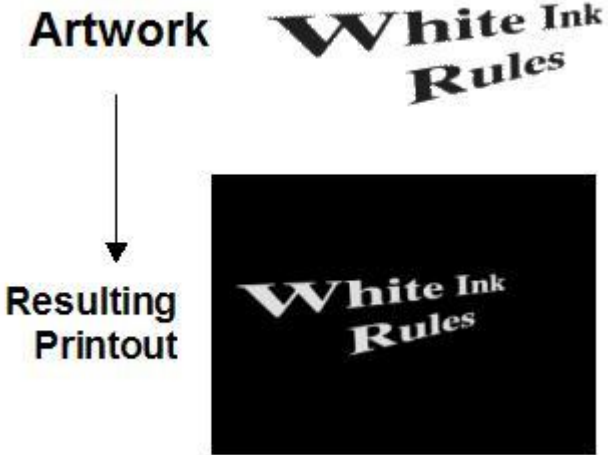 Artwork
White Ink
Rules
Resulting
Printout
White Ink
Rules